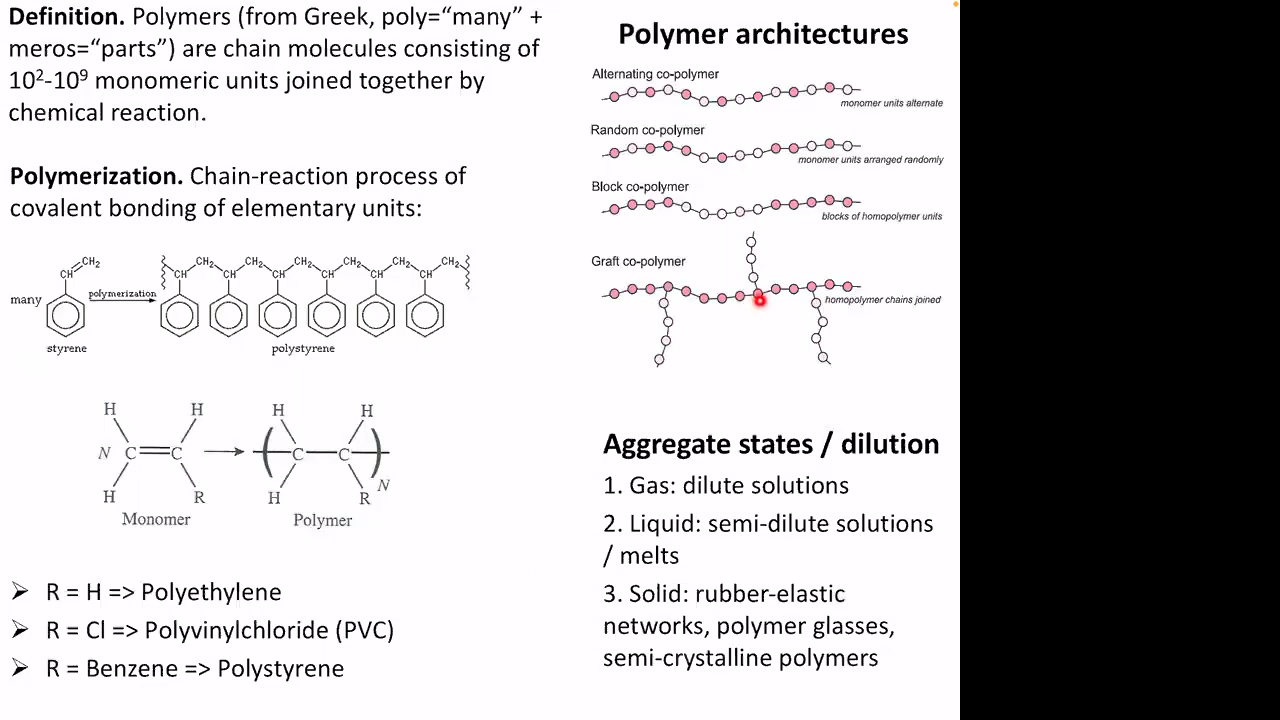 Definition. Polymers (from Greek, poly=“many” +
meros=“parts”) are chain molecules consisting of
10²-10⁹ monomeric units joined together by
chemical reaction.
Polymerization. Chain-reaction process of
covalent bonding of elementary units:
CH₂
CH
many
styrene
polymerization
CH₂ CH₂ CH₂ CH₂ CH₂ CH₂
CH CH CH CH CH CH
polystyrene
H H H H
N C C C C
H R H R N
Monomer Polymer
➢ R = H => Polyethylene
➢ R = Cl => Polyvinylchloride (PVC)
➢ R = Benzene => Polystyrene
Polymer architectures
Alternating co-polymer
monomer units alternate
Random co-polymer
monomer units arranged randomly
Block co-polymer
blocks of homopolymer units
Graft co-polymer
homopolymer chains joined
Aggregate states / dilution
1. Gas: dilute solutions
2. Liquid: semi-dilute solutions
/ melts
3. Solid: rubber-elastic
networks, polymer glasses,
semi-crystalline polymers